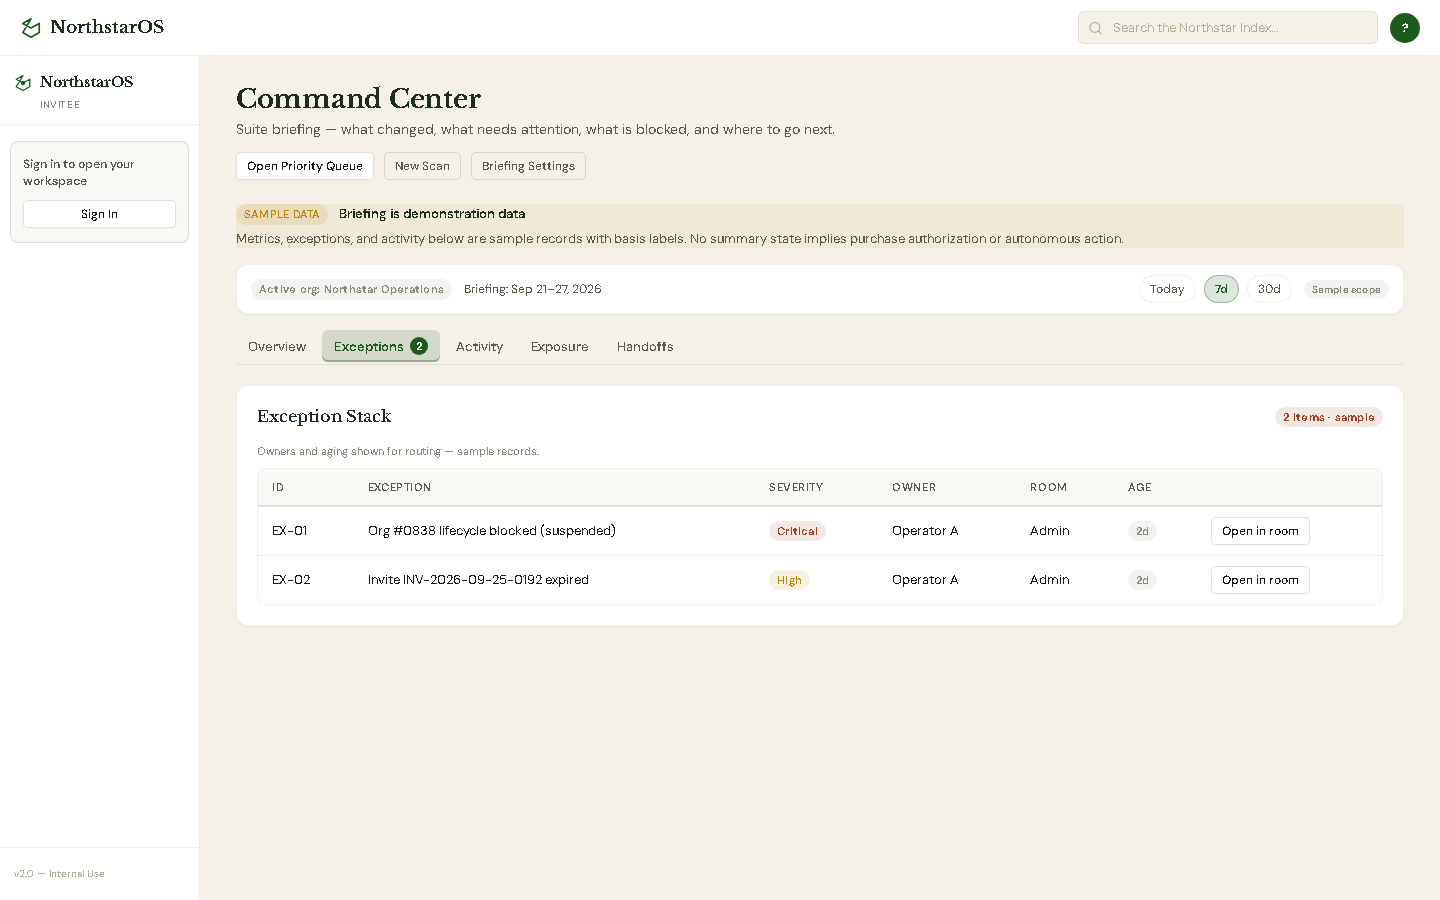 NorthstarOS
Search the Northstar Index...
?
NorthstarOS
INVITEE
Sign in to open your
workspace
Sign In
Command Center
Suite briefing — what changed, what needs attention, what is blocked, and where to go next.
Open Priority Queue
New Scan
Briefing Settings
SAMPLE DATA Briefing is demonstration data
Metrics, exceptions, and activity below are sample records with basis labels. No summary state implies purchase authorization or autonomous action.
Active org: Northstar Operations Briefing: Sep 21–27, 2026 Today 7d 30d Sample scope
Overview Exceptions 2 Activity Exposure Handoffs
Exception Stack 2 items · sample
Owners and aging shown for routing — sample records.
ID EXCEPTION SEVERITY OWNER ROOM AGE
EX-01 Org #0838 lifecycle blocked (suspended) Critical Operator A Admin 2d Open in room
EX-02 Invite INV-2026-09-25-0192 expired High Operator A Admin 2d Open in room
v2.0 — Internal Use